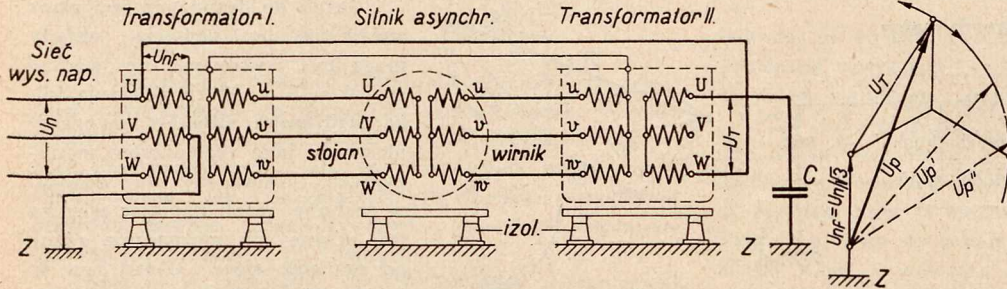 Transformator I.
Silnik asynchr.
Transformator II.
Sieć
wys. nap.
Unf
Un
U
V
W
u
v
w
stojan
U
V
W
u
v
w
wirnik
u
v
w
U
V
W
UT
C
izol.
Z
Z
UT
Up
Up'
Up"
Unf = Un/√3
Z